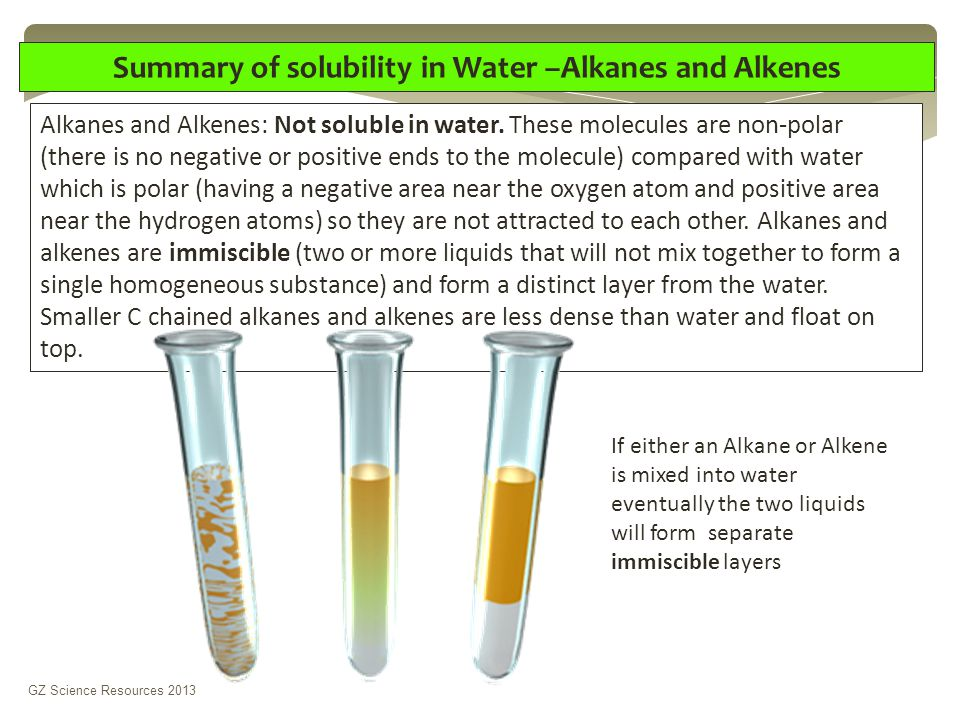 Summary of solubility in Water –Alkanes and Alkenes
Alkanes and Alkenes: Not soluble in water. These molecules are non-polar
(there is no negative or positive ends to the molecule) compared with water
which is polar (having a negative area near the oxygen atom and positive area
near the hydrogen atoms) so they are not attracted to each other. Alkanes and
alkenes are immiscible (two or more liquids that will not mix together to form a
single homogeneous substance) and form a distinct layer from the water.
Smaller C chained alkanes and alkenes are less dense than water and float on
top.
If either an Alkane or Alkene
is mixed into water
eventually the two liquids
will form separate
immiscible layers
GZ Science Resources 2013